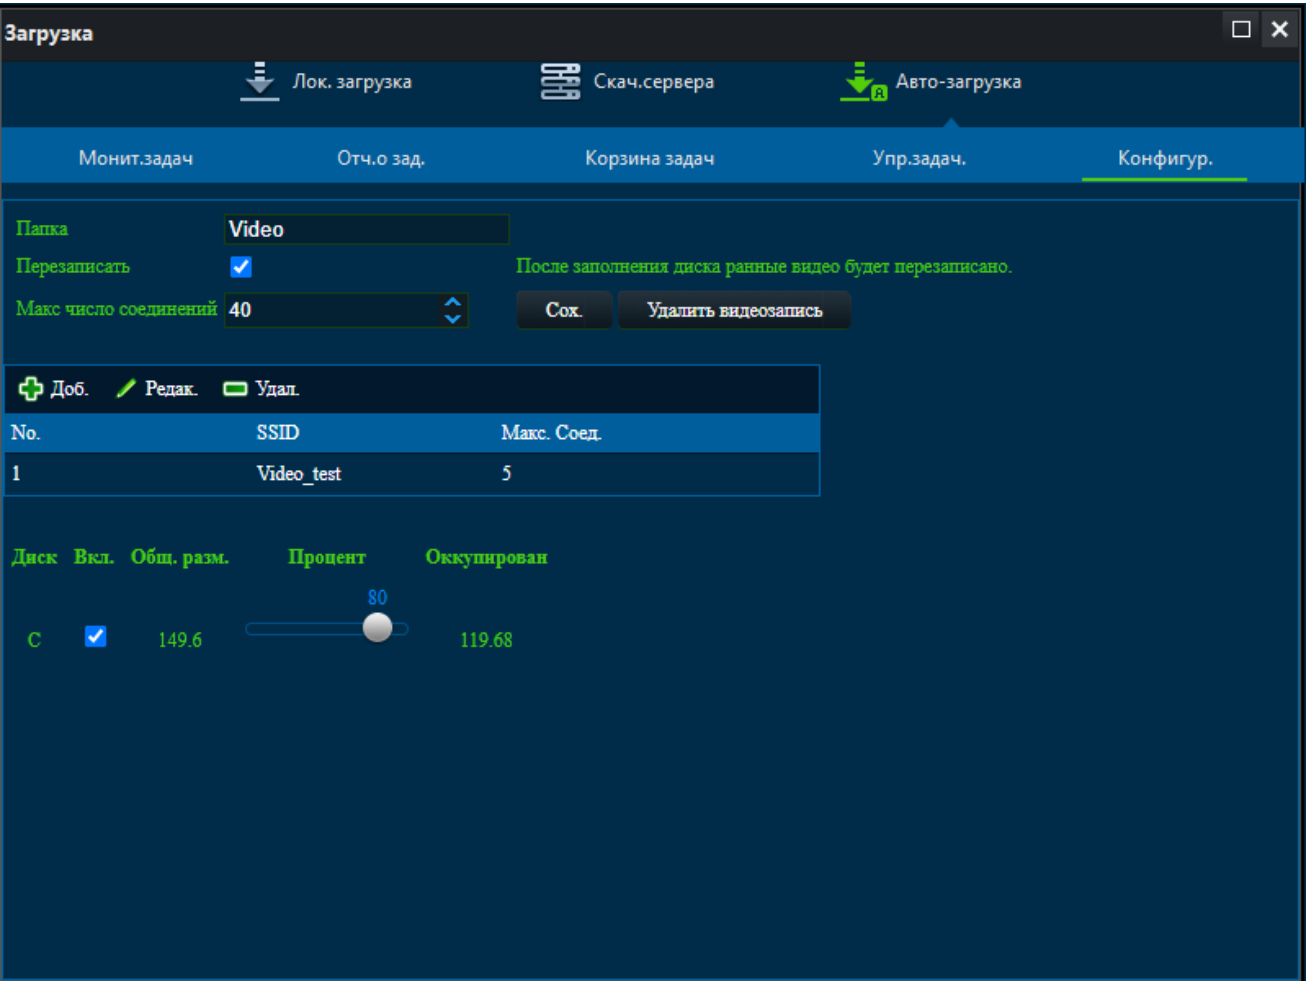 Загрузка
Лок. загрузка Скач.сервера Авто-загрузка
Монит.задач Отч.о зад. Корзина задач Упр.задач. Конфигур.
Папка Video
Перезаписать После заполнения диска ранные видео будет перезаписано.
Макс число соединений 40 Сох. Удалить видеозапись
Доб. Редак. Удал.
No. SSID Макс. Соед.
1 Video_test 5
Диск Вкл. Общ. разм. Процент Оккупирован
80
C 149.6 119.68